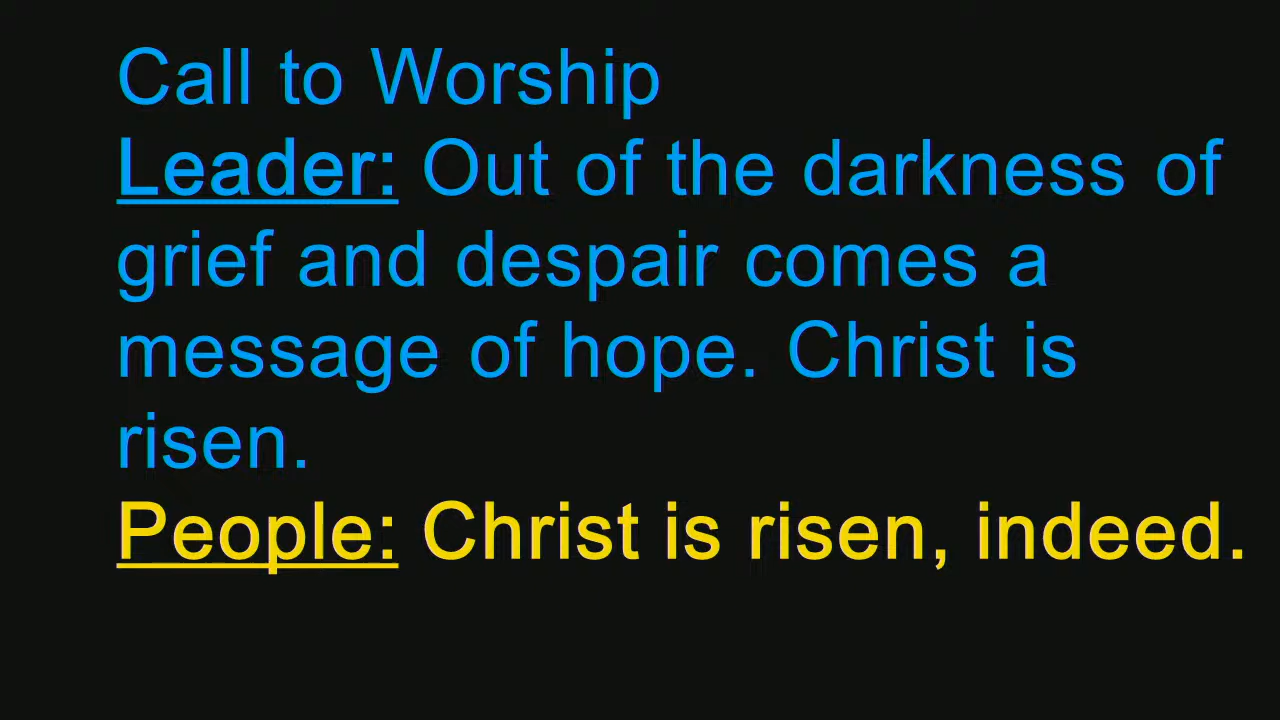 Call to Worship
Leader: Out of the darkness of
grief and despair comes a
message of hope. Christ is
risen.
People: Christ is risen, indeed.